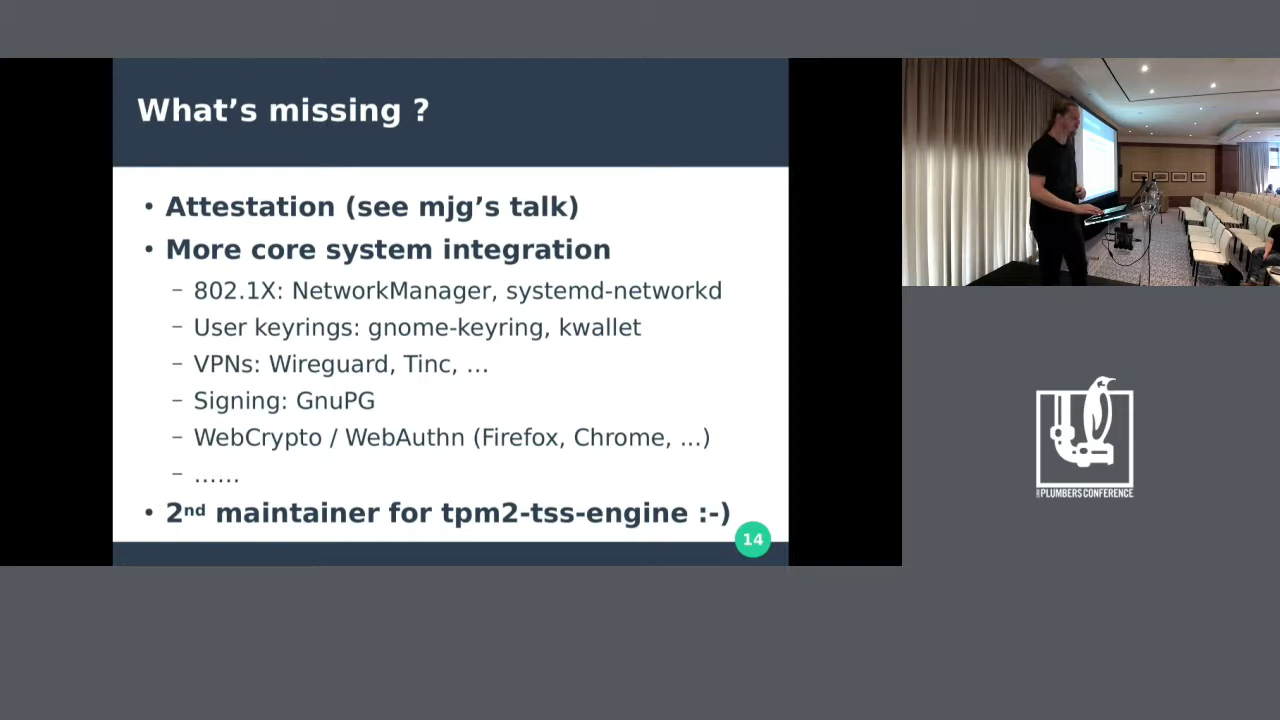 What’s missing ?
• Attestation (see mjg’s talk)
• More core system integration
– 802.1X: NetworkManager, systemd-networkd
– User keyrings: gnome-keyring, kwallet
– VPNs: Wireguard, Tinc, ...
– Signing: GnuPG
– WebCrypto / WebAuthn (Firefox, Chrome, ...)
– ......
• 2nd maintainer for tpm2-tss-engine :-)
14
PLUMBERS CONFERENCE